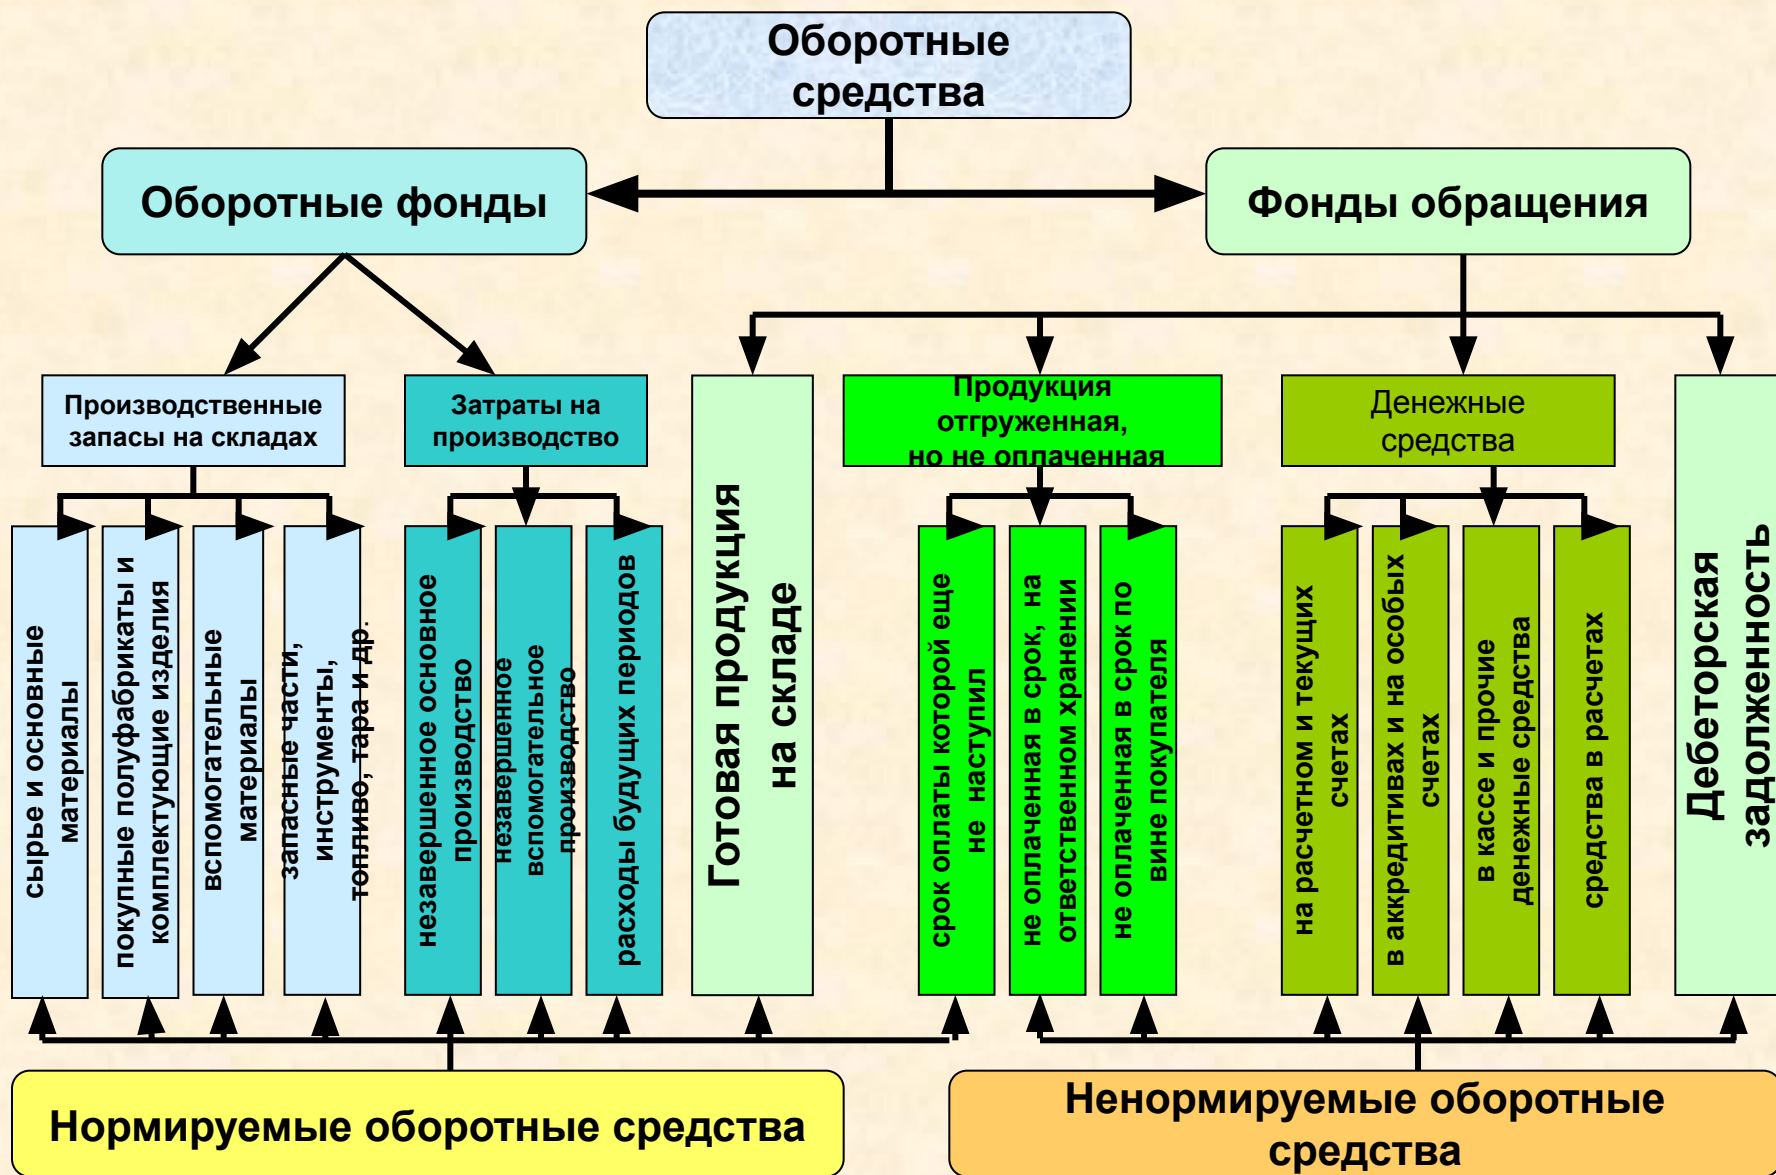 Оборотные
средства
Оборотные фонды
Фонды обращения
Производственные
запасы на складах
Затраты на
производство
Готовая продукция
на складе
Продукция
отгруженная,
но не оплаченная
Денежные
средства
Дебеторская
задолженность
сырье и основные
материалы
покупные полуфабрикаты и
комплектующие изделия
вспомогательные
материалы
запасные части,
инструменты,
топливо, тара и др.
незавершенное основное
производство
незавершенное
вспомогательное
производство
расходы будущих периодов
срок оплаты которой еще
не наступил
не оплаченная в срок, на
ответственном хранении
не оплаченная в срок по
вине покупателя
на расчетном и текущих
счетах
в аккредитивах и на особых
счетах
в кассе и прочие
денежные средства
средства в расчетах
Нормируемые оборотные средства
Ненормируемые оборотные
средства